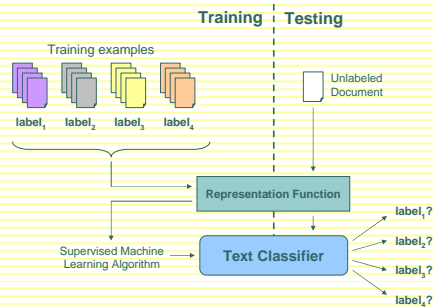 Training Testing
Training examples
Unlabeled
Document
label₁ label₂ label₃ label₄
Representation Function
label₁?
label₂?
Supervised Machine
Learning Algorithm
Text Classifier
label₃?
label₄?